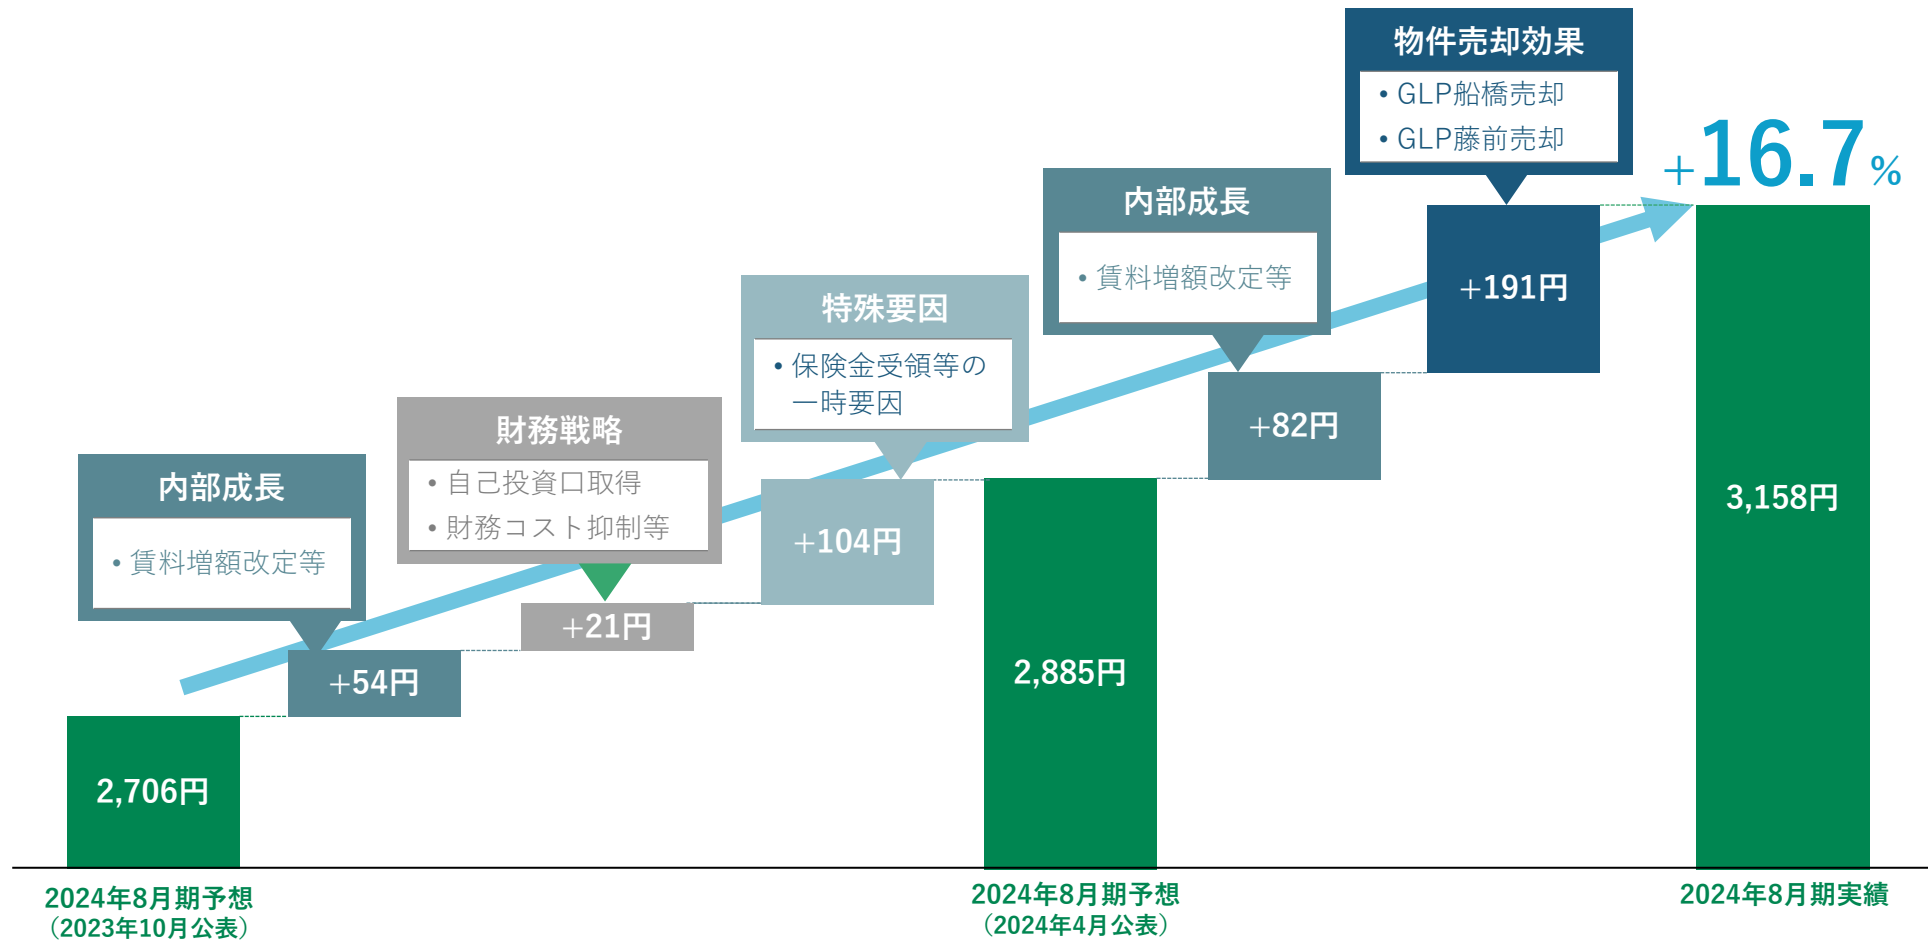 内部成長
• 賃料増額改定等
+54円
財務戦略
• 自己投資口取得
• 財務コスト抑制等
+21円
特殊要因
• 保険金受領等の
一時要因
+104円
内部成長
• 賃料増額改定等
+82円
物件売却効果
• GLP船橋売却
• GLP藤前売却
+191円
+16.7%
2,706円
2,885円
3,158円
2024年8月期予想
（2023年10月公表）
2024年8月期予想
（2024年4月公表）
2024年8月期実績